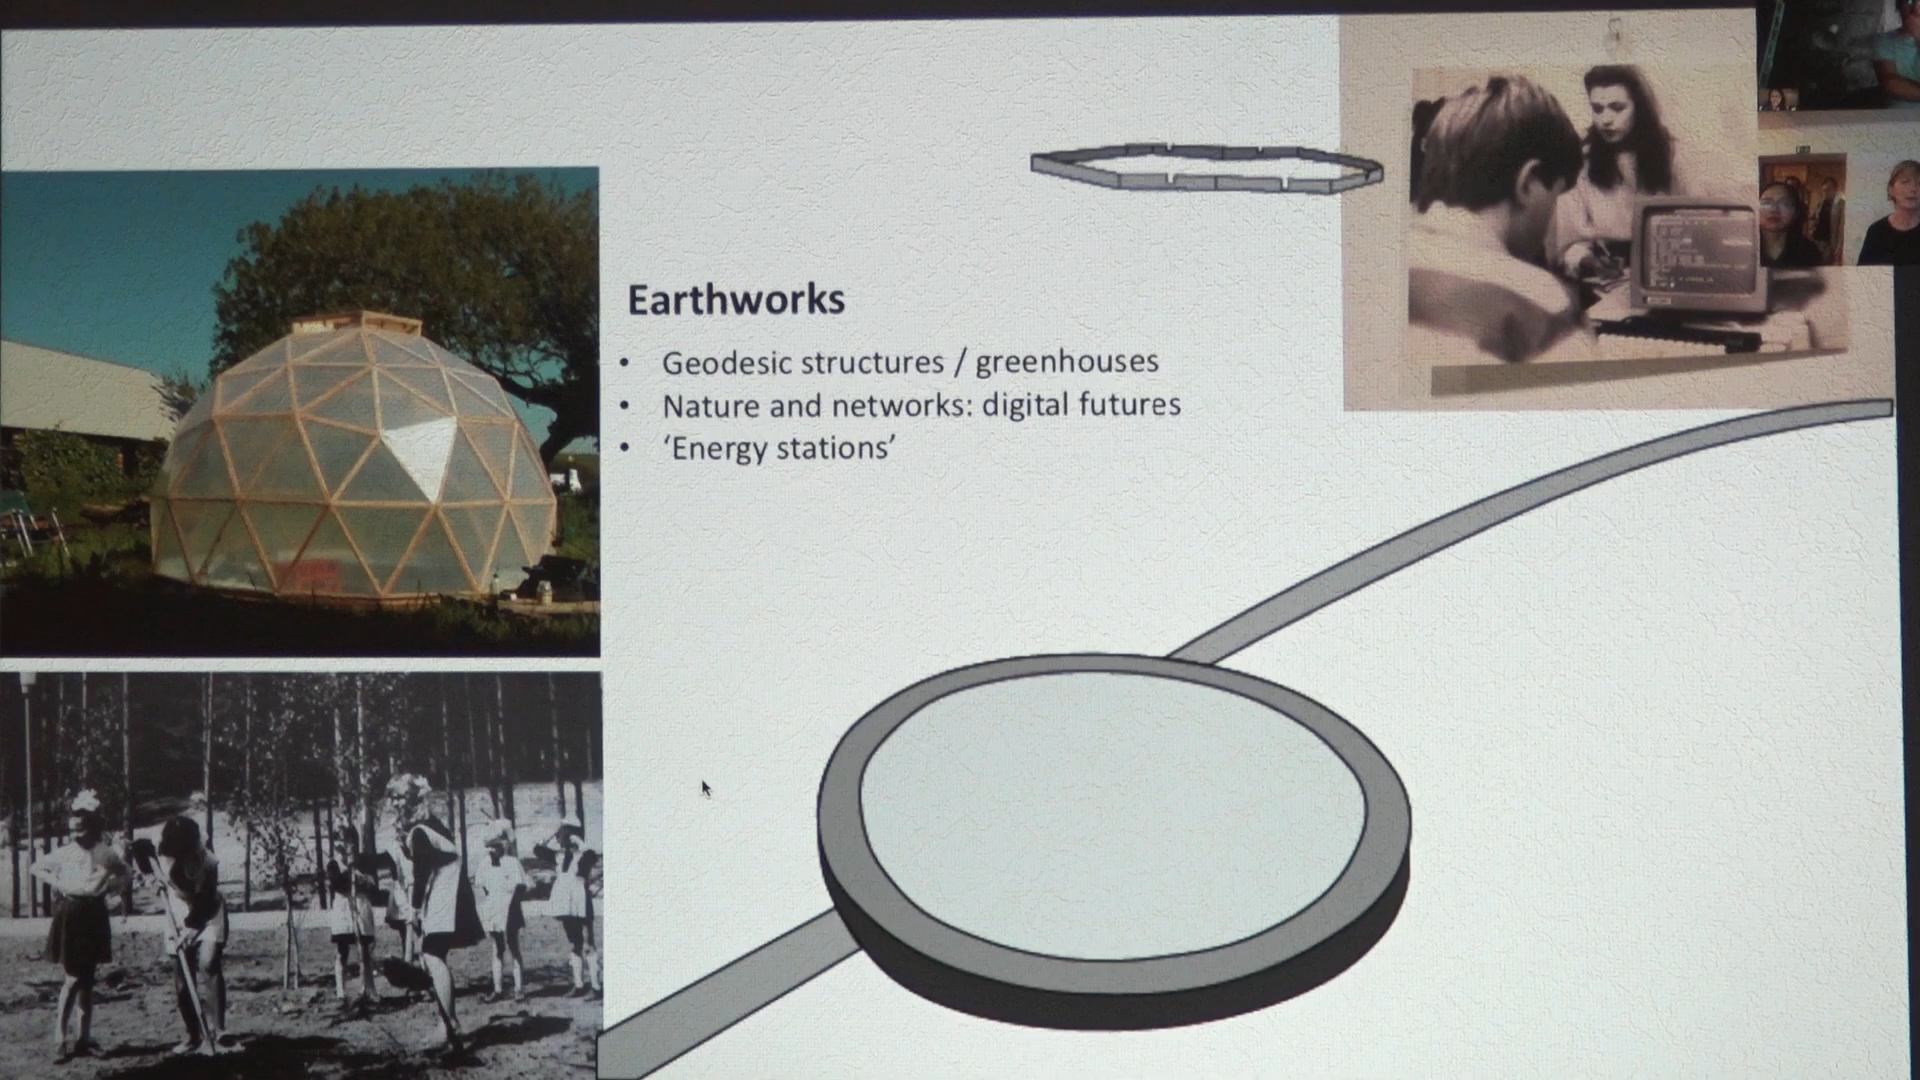 Earthworks
• Geodesic structures / greenhouses
• Nature and networks: digital futures
• ‘Energy stations’